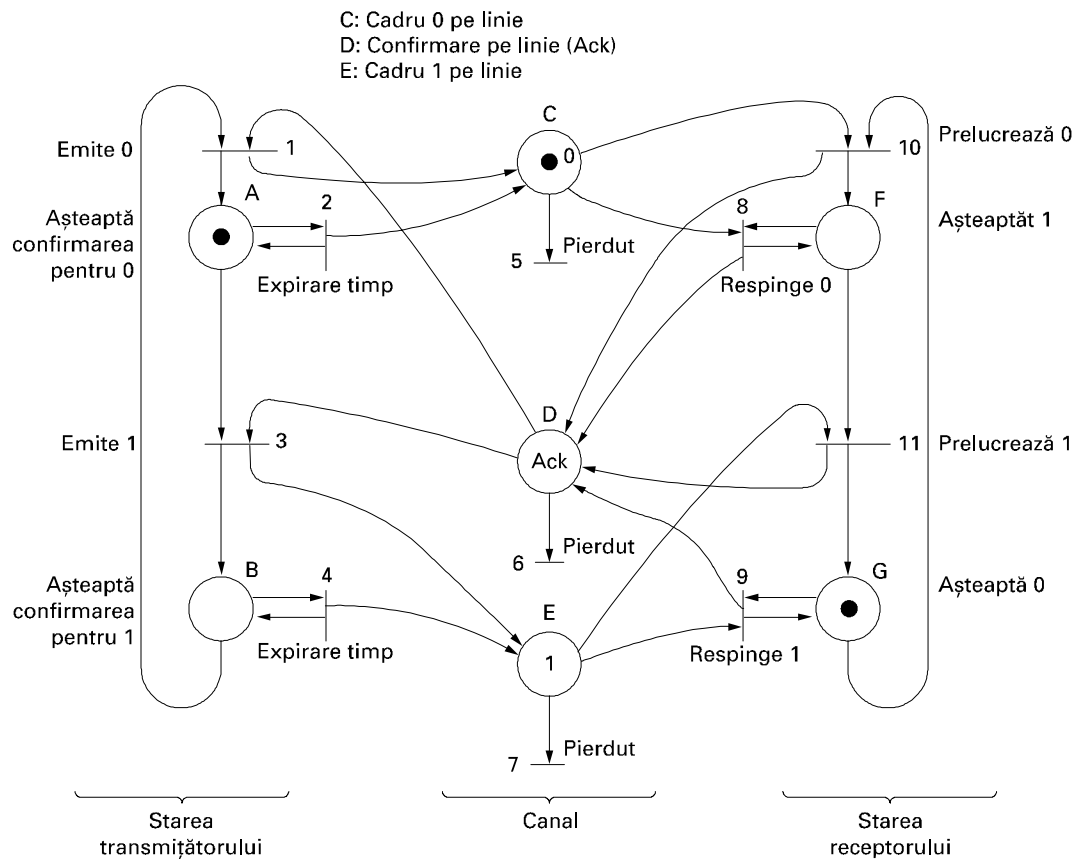 C: Cadru 0 pe linie
D: Confirmare pe linie (Ack)
E: Cadru 1 pe linie
C
Emite 0
1
0
10
Prelucrează 0
A
2
8
F
Așteaptă
confirmarea
pentru 0
Așteaptăt 1
Pierdut
5
Expirare timp
Respinge 0
D
Emite 1
3
Ack
11
Prelucrează 1
Pierdut
6
B
4
9
G
Așteaptă
confirmarea
pentru 1
Așteaptă 0
E
1
Expirare timp
Respinge 1
Pierdut
7
Starea
transmițătorului
Canal
Starea
receptorului